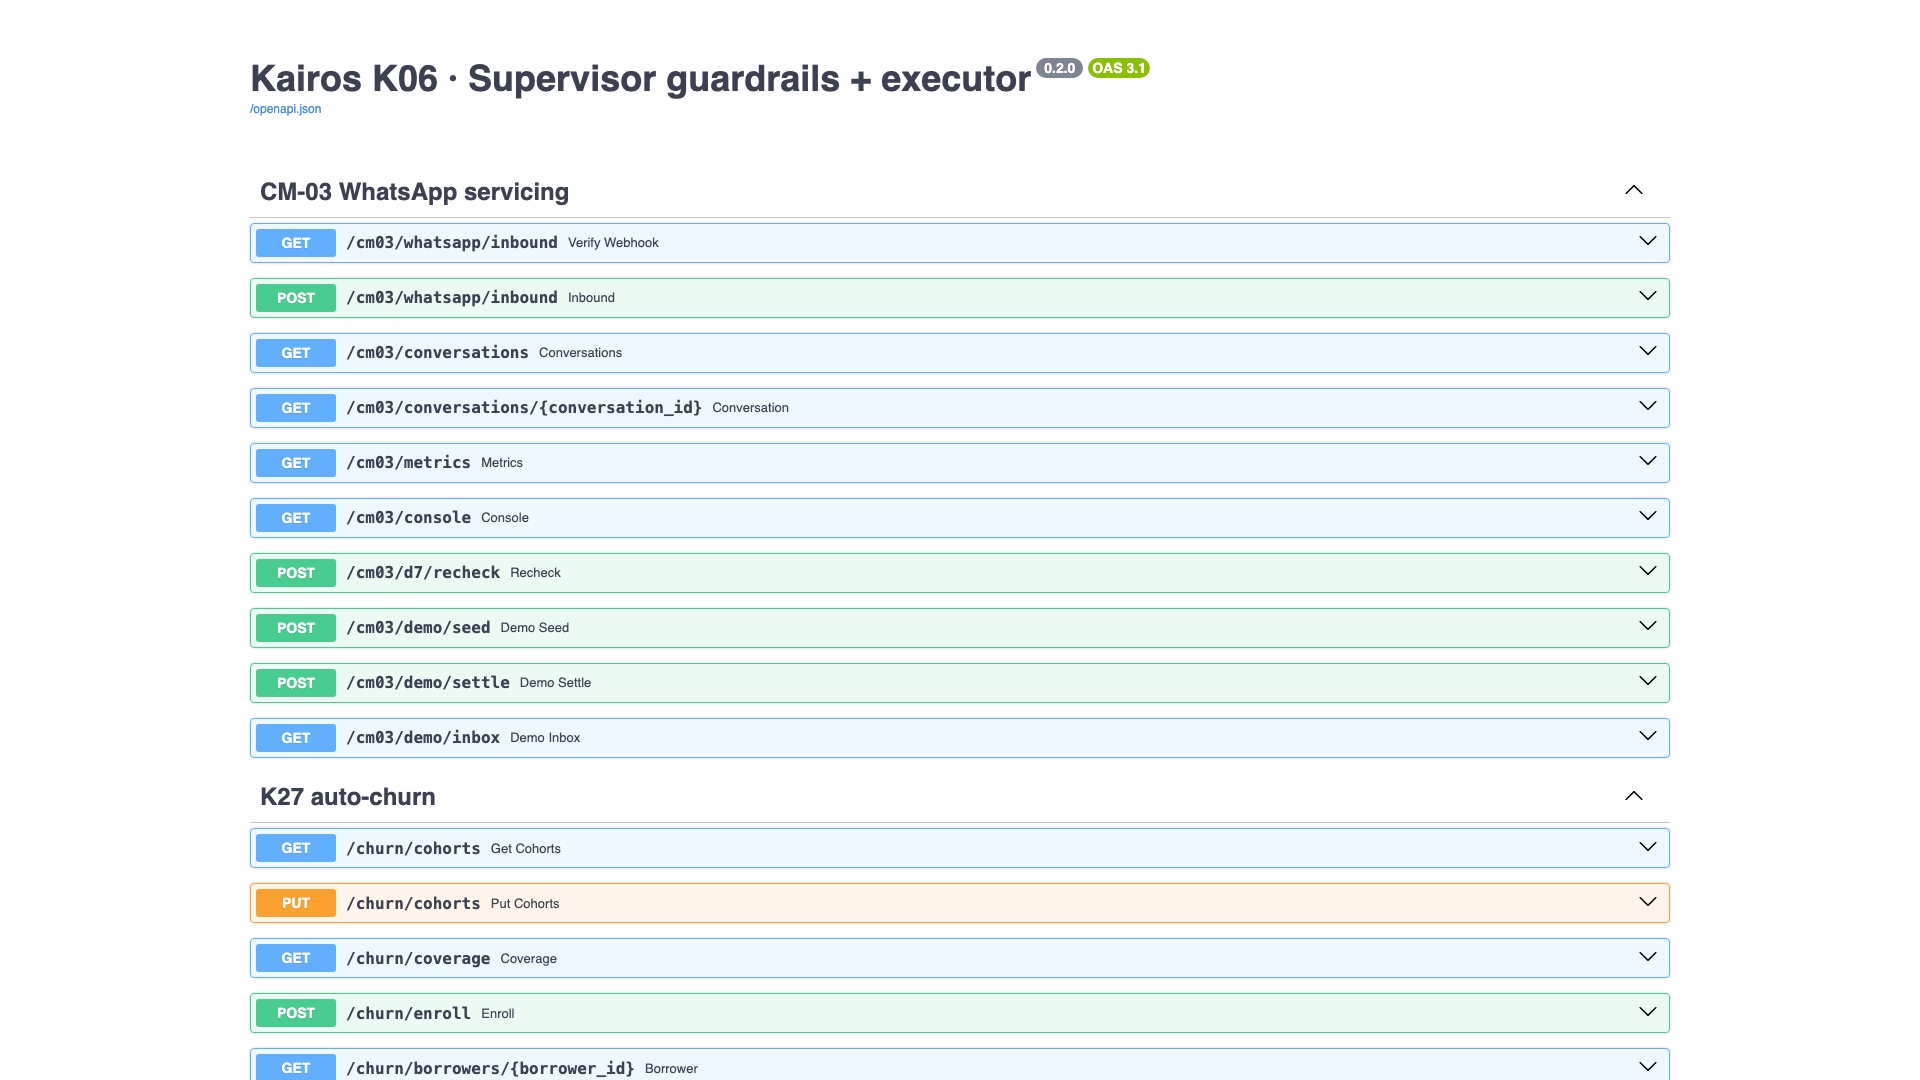 Kairos K06 · Supervisor guardrails + executor 0.2.0 OAS 3.1
/openapi.json
CM-03 WhatsApp servicing
GET /cm03/whatsapp/inbound Verify Webhook
POST /cm03/whatsapp/inbound Inbound
GET /cm03/conversations Conversations
GET /cm03/conversations/{conversation_id} Conversation
GET /cm03/metrics Metrics
GET /cm03/console Console
POST /cm03/d7/recheck Recheck
POST /cm03/demo/seed Demo Seed
POST /cm03/demo/settle Demo Settle
GET /cm03/demo/inbox Demo Inbox
K27 auto-churn
GET /churn/cohorts Get Cohorts
PUT /churn/cohorts Put Cohorts
GET /churn/coverage Coverage
POST /churn/enroll Enroll
GET /churn/borrowers/{borrower_id} Borrower